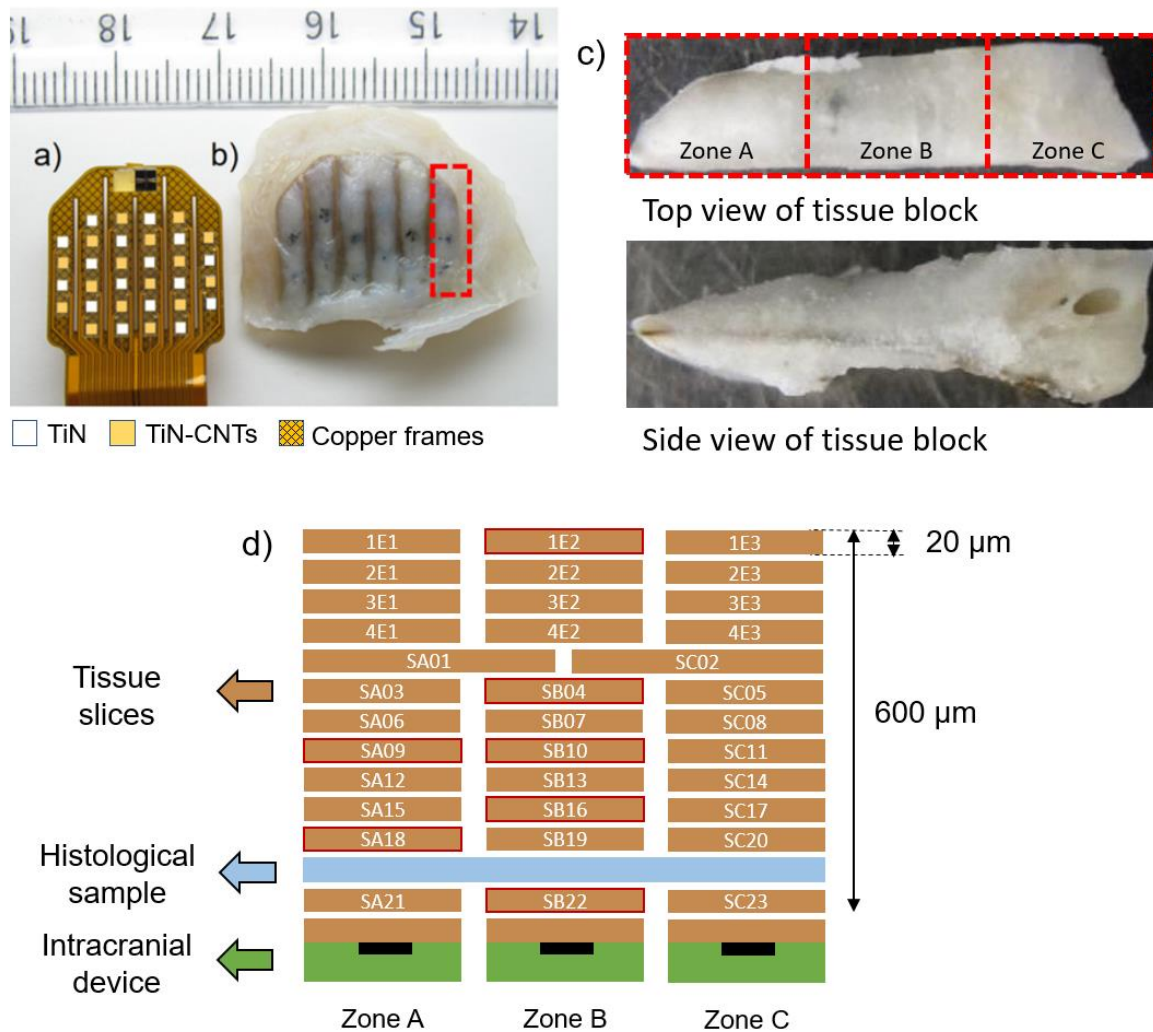 19 18 17 16 15 14
a)
b)
c)
Zone A Zone B Zone C
Top view of tissue block
TiN TiN-CNTs Copper frames
Side view of tissue block
d)
1E1 1E2 1E3
20 µm
2E1 2E2 2E3
3E1 3E2 3E3
4E1 4E2 4E3
SA01 SC02
Tissue
slices
SA03 SB04 SC05
SA06 SB07 SC08
600 µm
SA09 SB10 SC11
SA12 SB13 SC14
SA15 SB16 SC17
SA18 SB19 SC20
Histological
sample
SA21 SB22 SC23
Intracranial
device
Zone A Zone B Zone C